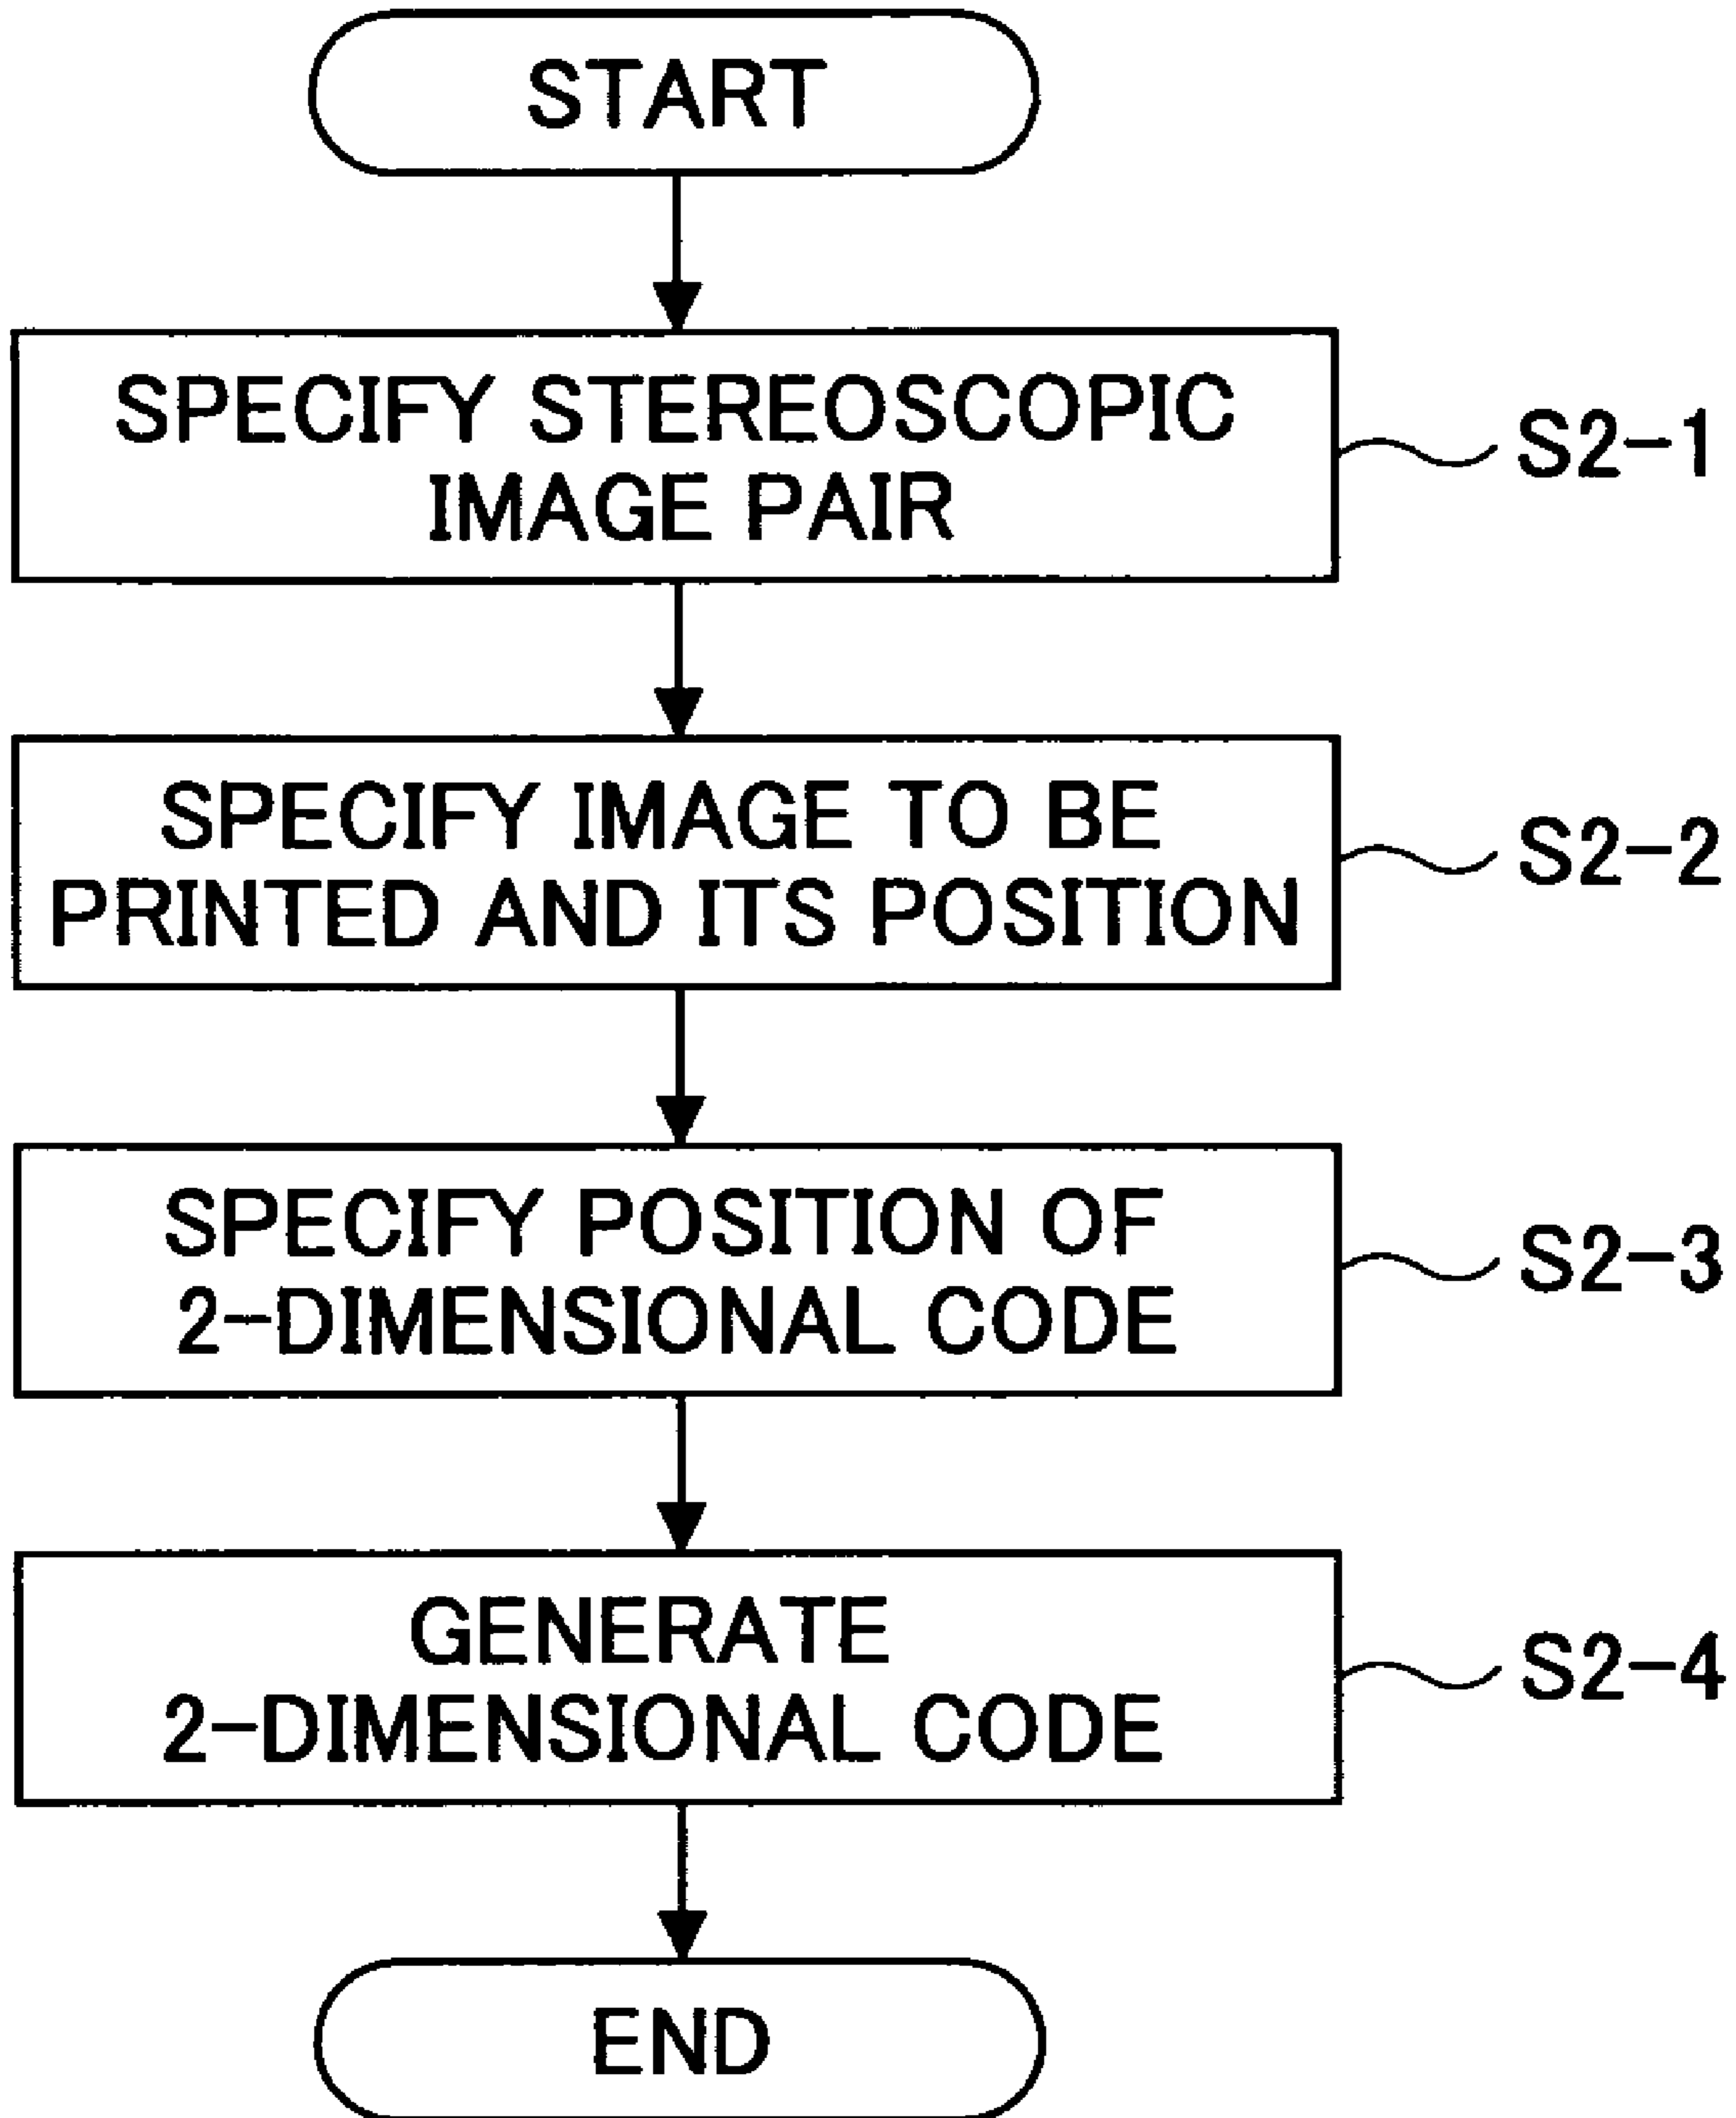 START
SPECIFY STEREOSCOPIC
IMAGE PAIR
S2-1
SPECIFY IMAGE TO BE
PRINTED AND ITS POSITION
S2-2
SPECIFY POSITION OF
2-DIMENSIONAL CODE
S2-3
GENERATE
2-DIMENSIONAL CODE
S2-4
END